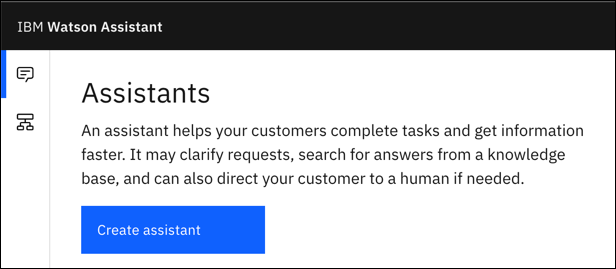 IBM Watson Assistant
Assistants
An assistant helps your customers complete tasks and get information
faster. It may clarify requests, search for answers from a knowledge
base, and can also direct your customer to a human if needed.
Create assistant